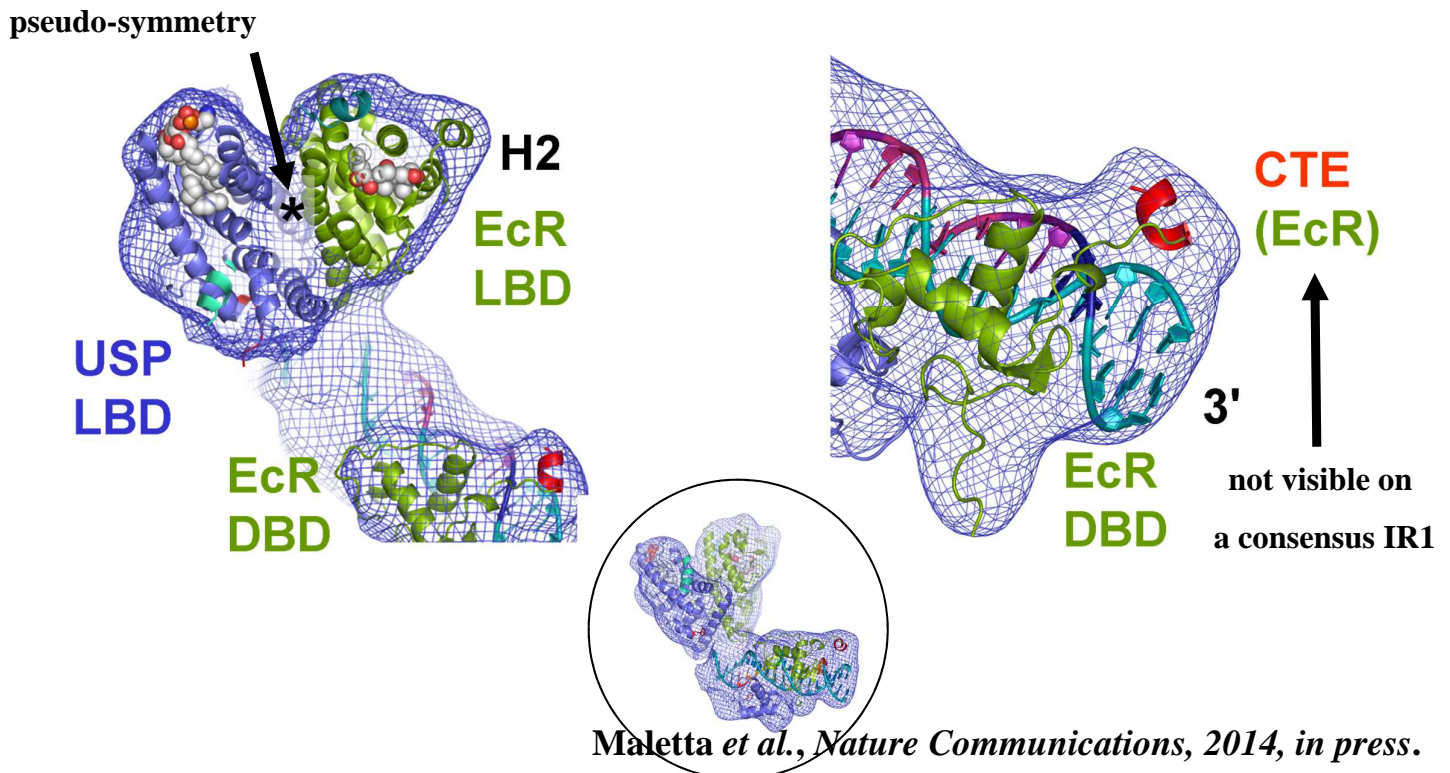 pseudo-symmetry
H2
EcR
LBD
USP
LBD
EcR
DBD
CTE
(EcR)
3'
EcR
DBD
not visible on
a consensus IR1
*
Maletta et al., Nature Communications, 2014, in press.